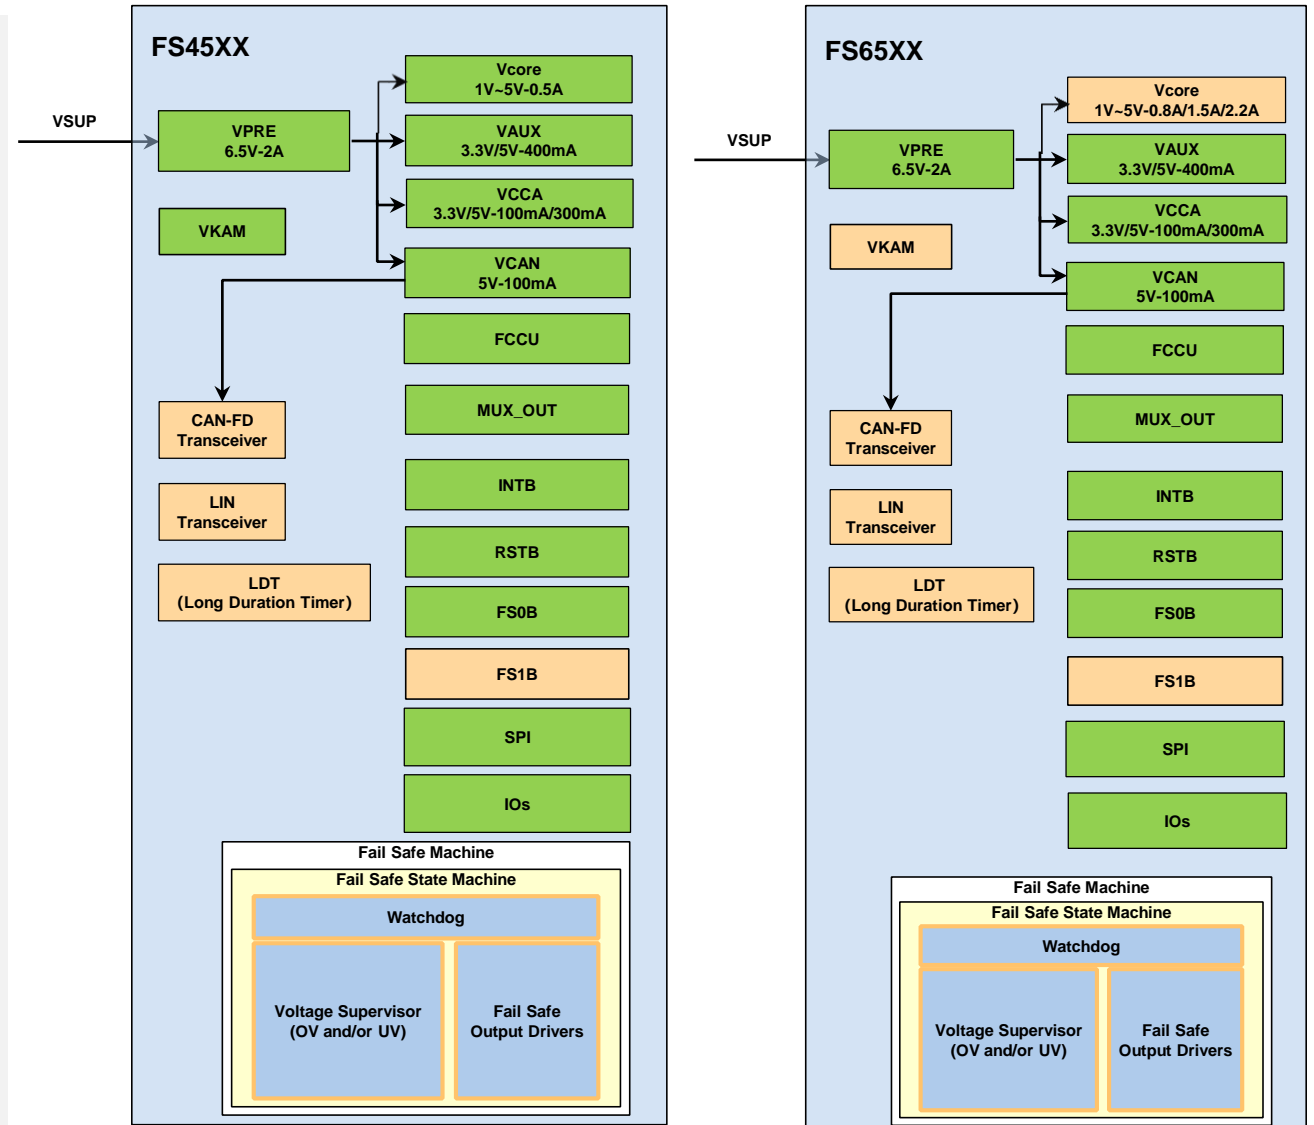 FS45XX
VSUP
VPRE
6.5V-2A
VKAM
Vcore
1V~5V-0.5A
VAUX
3.3V/5V-400mA
VCCA
3.3V/5V-100mA/300mA
VCAN
5V-100mA
FCCU
MUX_OUT
INTB
RSTB
FS0B
FS1B
SPI
IOs
CAN-FD
Transceiver
LIN
Transceiver
LDT
(Long Duration Timer)
Fail Safe Machine
Fail Safe State Machine
Watchdog
Voltage Supervisor
(OV and/or UV)
Fail Safe
Output Drivers
FS65XX
VSUP
VPRE
6.5V-2A
VKAM
Vcore
1V~5V-0.8A/1.5A/2.2A
VAUX
3.3V/5V-400mA
VCCA
3.3V/5V-100mA/300mA
VCAN
5V-100mA
FCCU
MUX_OUT
INTB
RSTB
FS0B
FS1B
SPI
IOs
CAN-FD
Transceiver
LIN
Transceiver
LDT
(Long Duration Timer)
Fail Safe Machine
Fail Safe State Machine
Watchdog
Voltage Supervisor
(OV and/or UV)
Fail Safe
Output Drivers